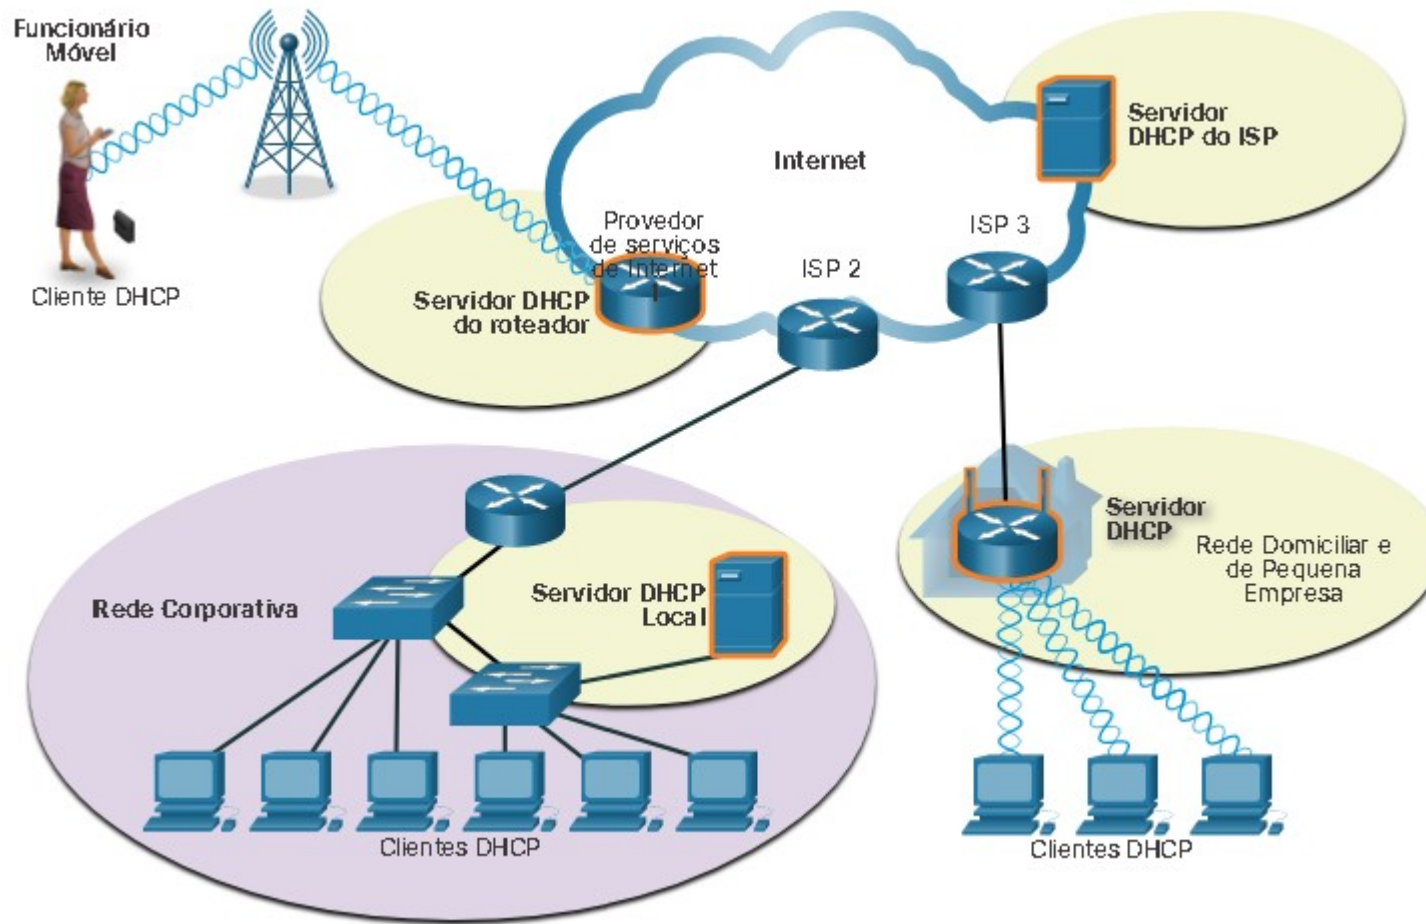 Funcionário
Móvel
Cliente DHCP
Internet
Servidor
DHCP do ISP
Provedor
de serviços
de Internet
I
Servidor DHCP
do roteador
ISP 2
ISP 3
Rede Corporativa
Servidor DHCP
Local
Clientes DHCP
Servidor
DHCP
Rede Domiciliar e
de Pequena
Empresa
Clientes DHCP